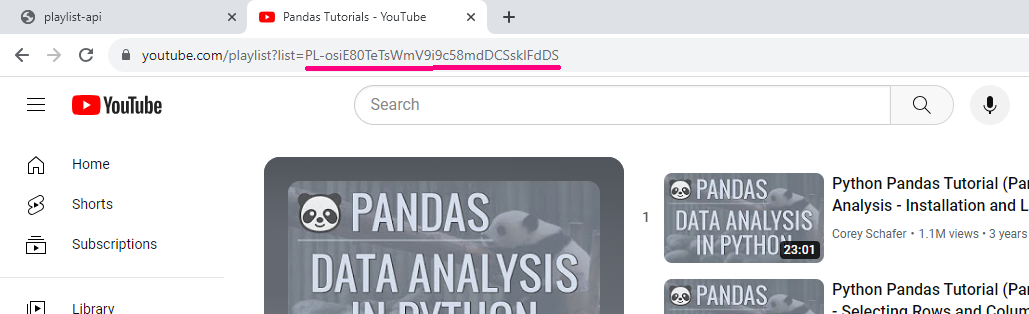 playlist-api
Pandas Tutorials - YouTube
youtube.com/playlist?list=PL-osiE80TeTsWmV9i9c58mdDCSskIFdDS
YouTube
Search
Home
Shorts
Subscriptions
Library
PANDAS
DATA ANALYSIS
IN PYTHON
1
PANDAS
DATA ANALYSIS
IN PYTHON
23:01
Python Pandas Tutorial (Pa
Analysis - Installation and L
Corey Schafer • 1.1M views • 3 years
PANDAS
Python Pandas Tutorial (Pa
- Selecting Rows and Colum